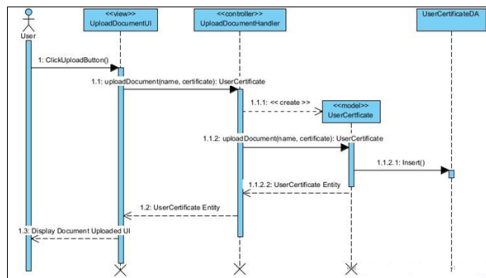 <<view>>
UploadDocumentUI
<<controller>>
UploadDocumentHandler
UserCertificateDA
User
1: ClickUploadButton()
1.1: uploadDocument(name, certificate): UserCertificate
1.1.1: << create >>
<<model>>
UserCertficate
1.1.2: uploadDocument(name, certificate): UserCertificate
1.1.2.1: Insert()
1.1.2.2: UserCertificate Entity
1.2: UserCertificate Entity
1.3: Display Document Uploaded UI